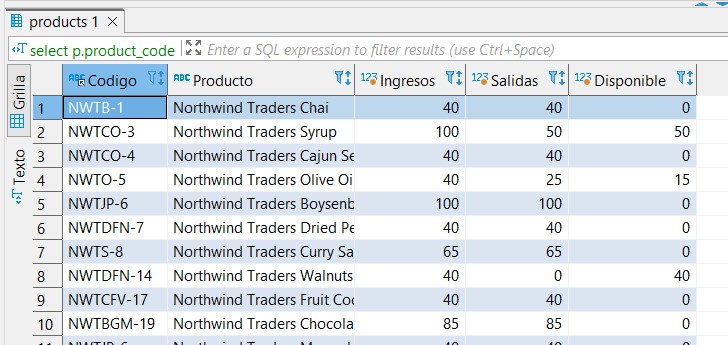 products 1
select p.product_code Enter a SQL expression to filter results (use Ctrl+Space)
Grilla
Texto
ABC Codigo ABC Producto 123 Ingresos 123 Salidas 123 Disponible
1 NWTB-1 Northwind Traders Chai 40 40 0
2 NWTCO-3 Northwind Traders Syrup 100 50 50
3 NWTCO-4 Northwind Traders Cajun Se 40 40 0
4 NWTO-5 Northwind Traders Olive Oi 40 25 15
5 NWTJP-6 Northwind Traders Boysenb 100 100 0
6 NWTDFN-7 Northwind Traders Dried Pe 40 40 0
7 NWTS-8 Northwind Traders Curry Sa 65 65 0
8 NWTDFN-14 Northwind Traders Walnuts 40 0 40
9 NWTCFV-17 Northwind Traders Fruit Coc 40 40 0
10 NWTBGM-19 Northwind Traders Chocola 85 85 0